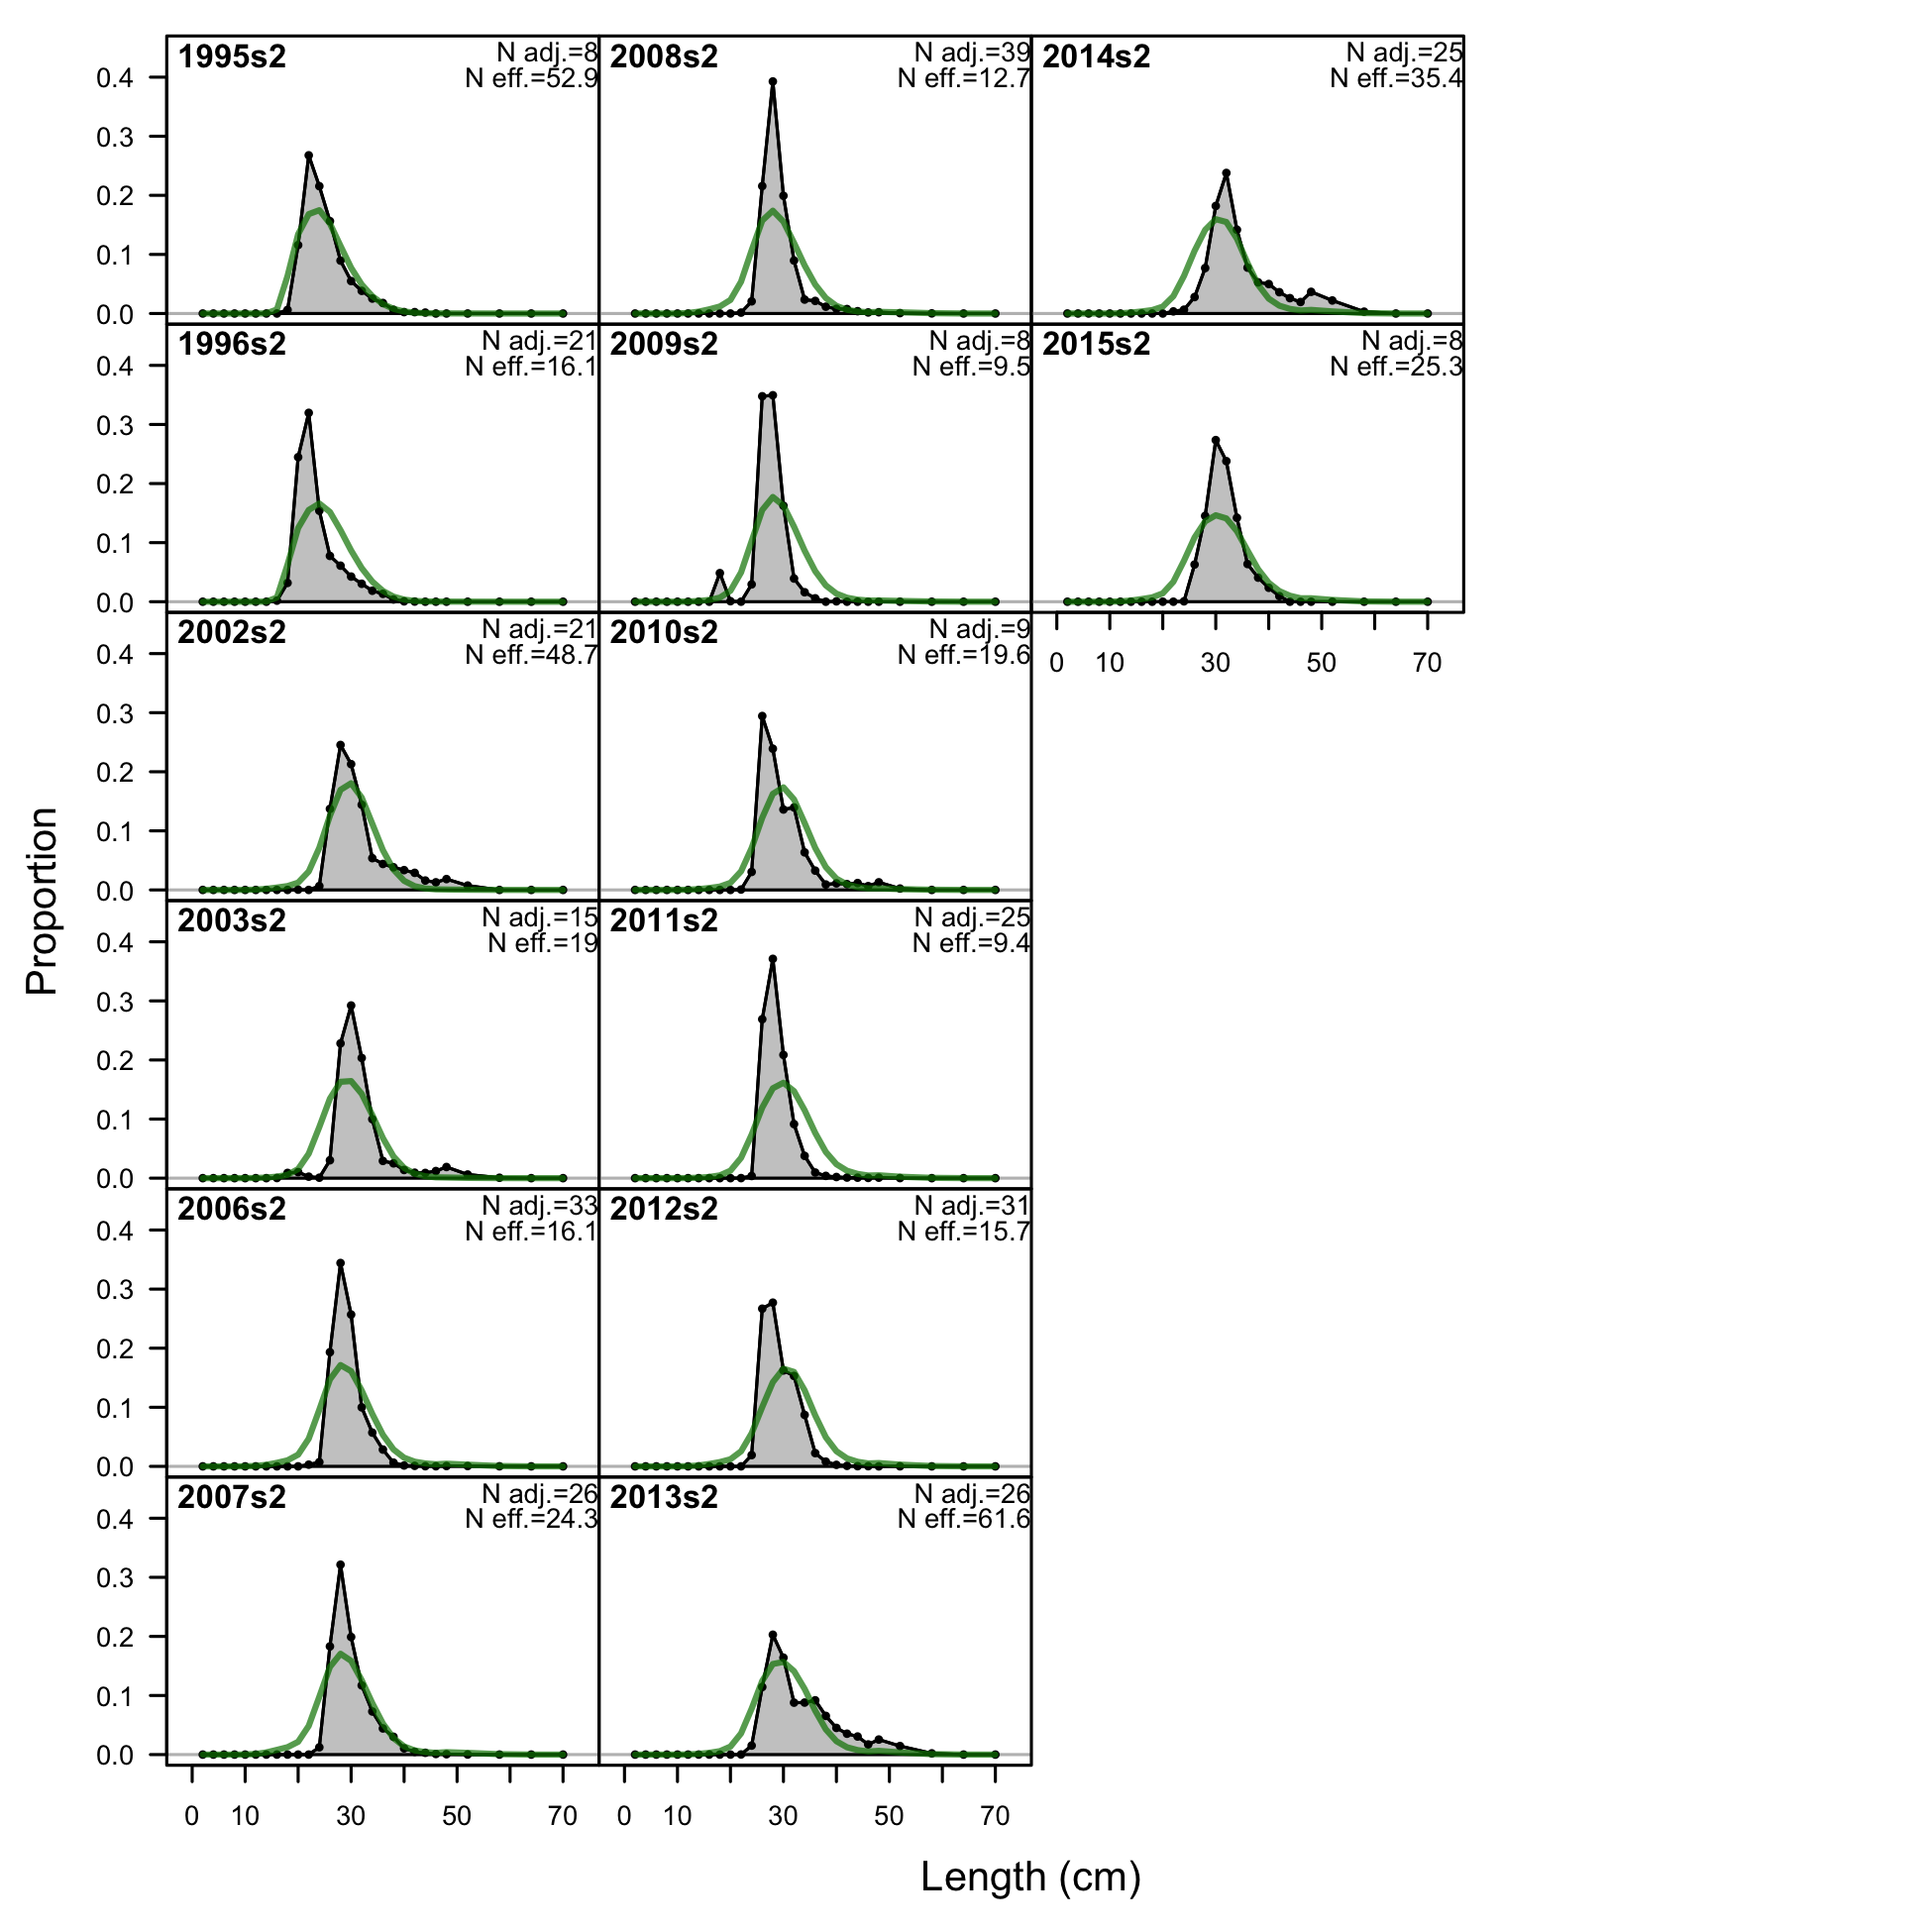 1995s2
N adj.=8
N eff.=52.9
2008s2
N adj.=39
N eff.=12.7
2014s2
N adj.=25
N eff.=35.4
0.4
0.3
0.2
0.1
0.0
1996s2
N adj.=21
N eff.=16.1
2009s2
N adj.=8
N eff.=9.5
2015s2
N adj.=8
N eff.=25.3
0.4
0.3
0.2
0.1
0.0
0 10 30 50 70
2002s2
N adj.=21
N eff.=48.7
2010s2
N adj.=9
N eff.=19.6
0.4
0.3
0.2
0.1
0.0
Proportion
2003s2
N adj.=15
N eff.=19
2011s2
N adj.=25
N eff.=9.4
0.4
0.3
0.2
0.1
0.0
2006s2
N adj.=33
N eff.=16.1
2012s2
N adj.=31
N eff.=15.7
0.4
0.3
0.2
0.1
0.0
2007s2
N adj.=26
N eff.=24.3
2013s2
N adj.=26
N eff.=61.6
0.4
0.3
0.2
0.1
0.0
0 10 30 50 70
0 10 30 50 70
Length (cm)